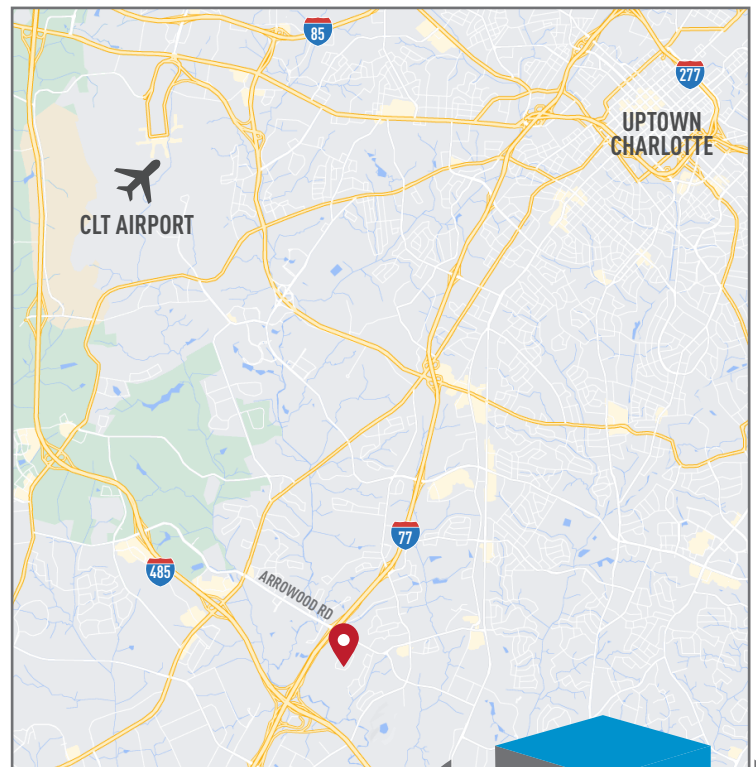 85
277
UPTOWN
CHARLOTTE
CLT AIRPORT
77
485
ARROWOOD RD